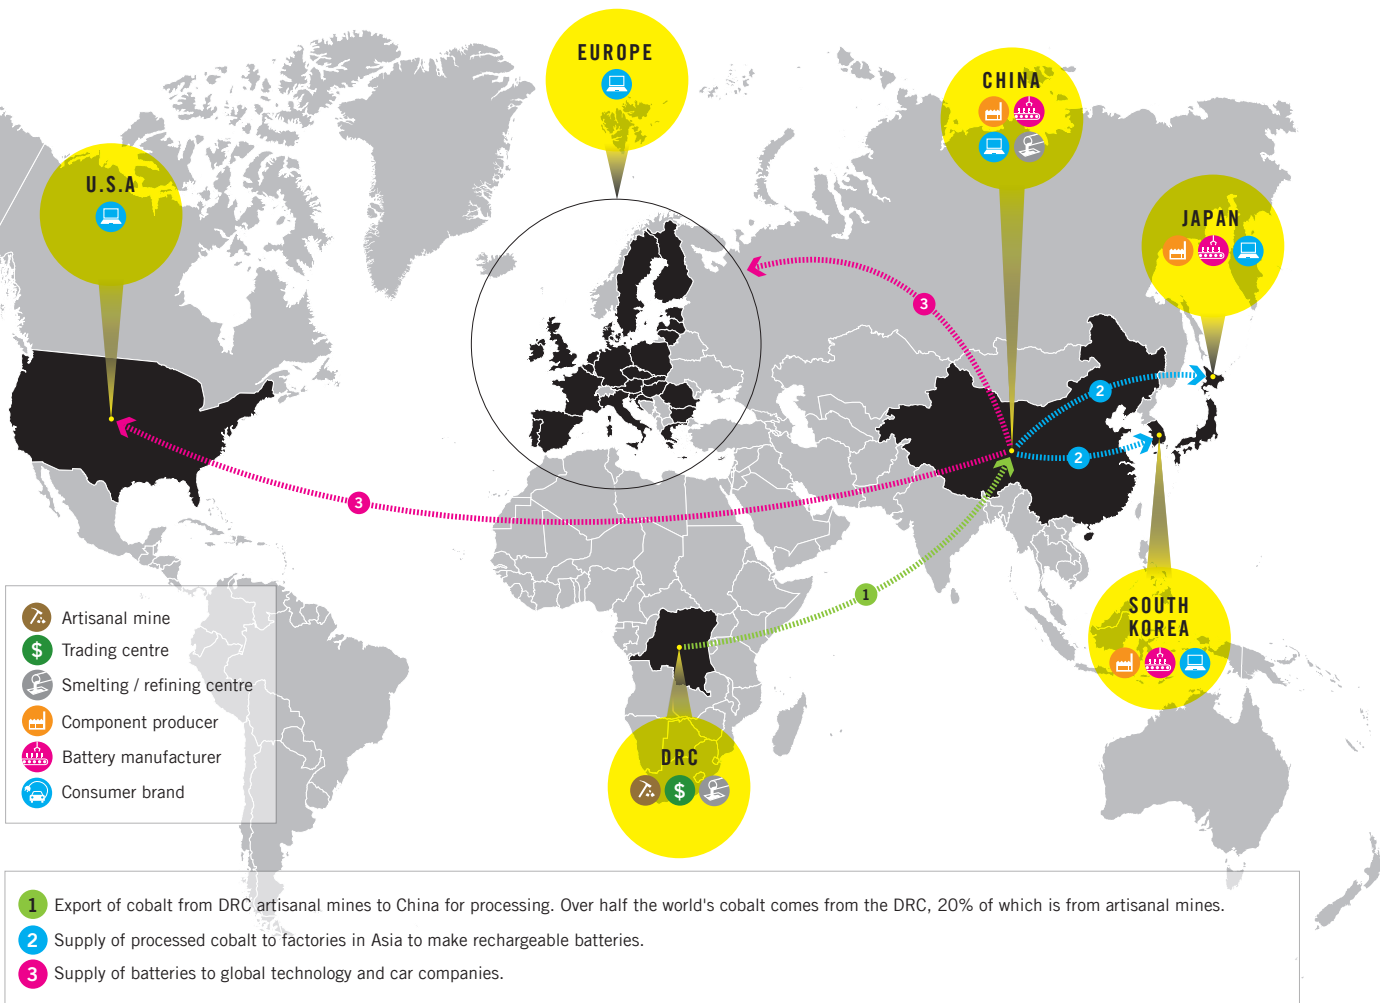 EUROPE
CHINA
U.S.A
JAPAN
3
2
2
3
1
SOUTH
KOREA
DRC
$
Artisanal mine
$ Trading centre
Smelting / refining centre
Component producer
Battery manufacturer
Consumer brand
1 Export of cobalt from DRC artisanal mines to China for processing. Over half the world's cobalt comes from the DRC, 20% of which is from artisanal mines.
2 Supply of processed cobalt to factories in Asia to make rechargeable batteries.
3 Supply of batteries to global technology and car companies.